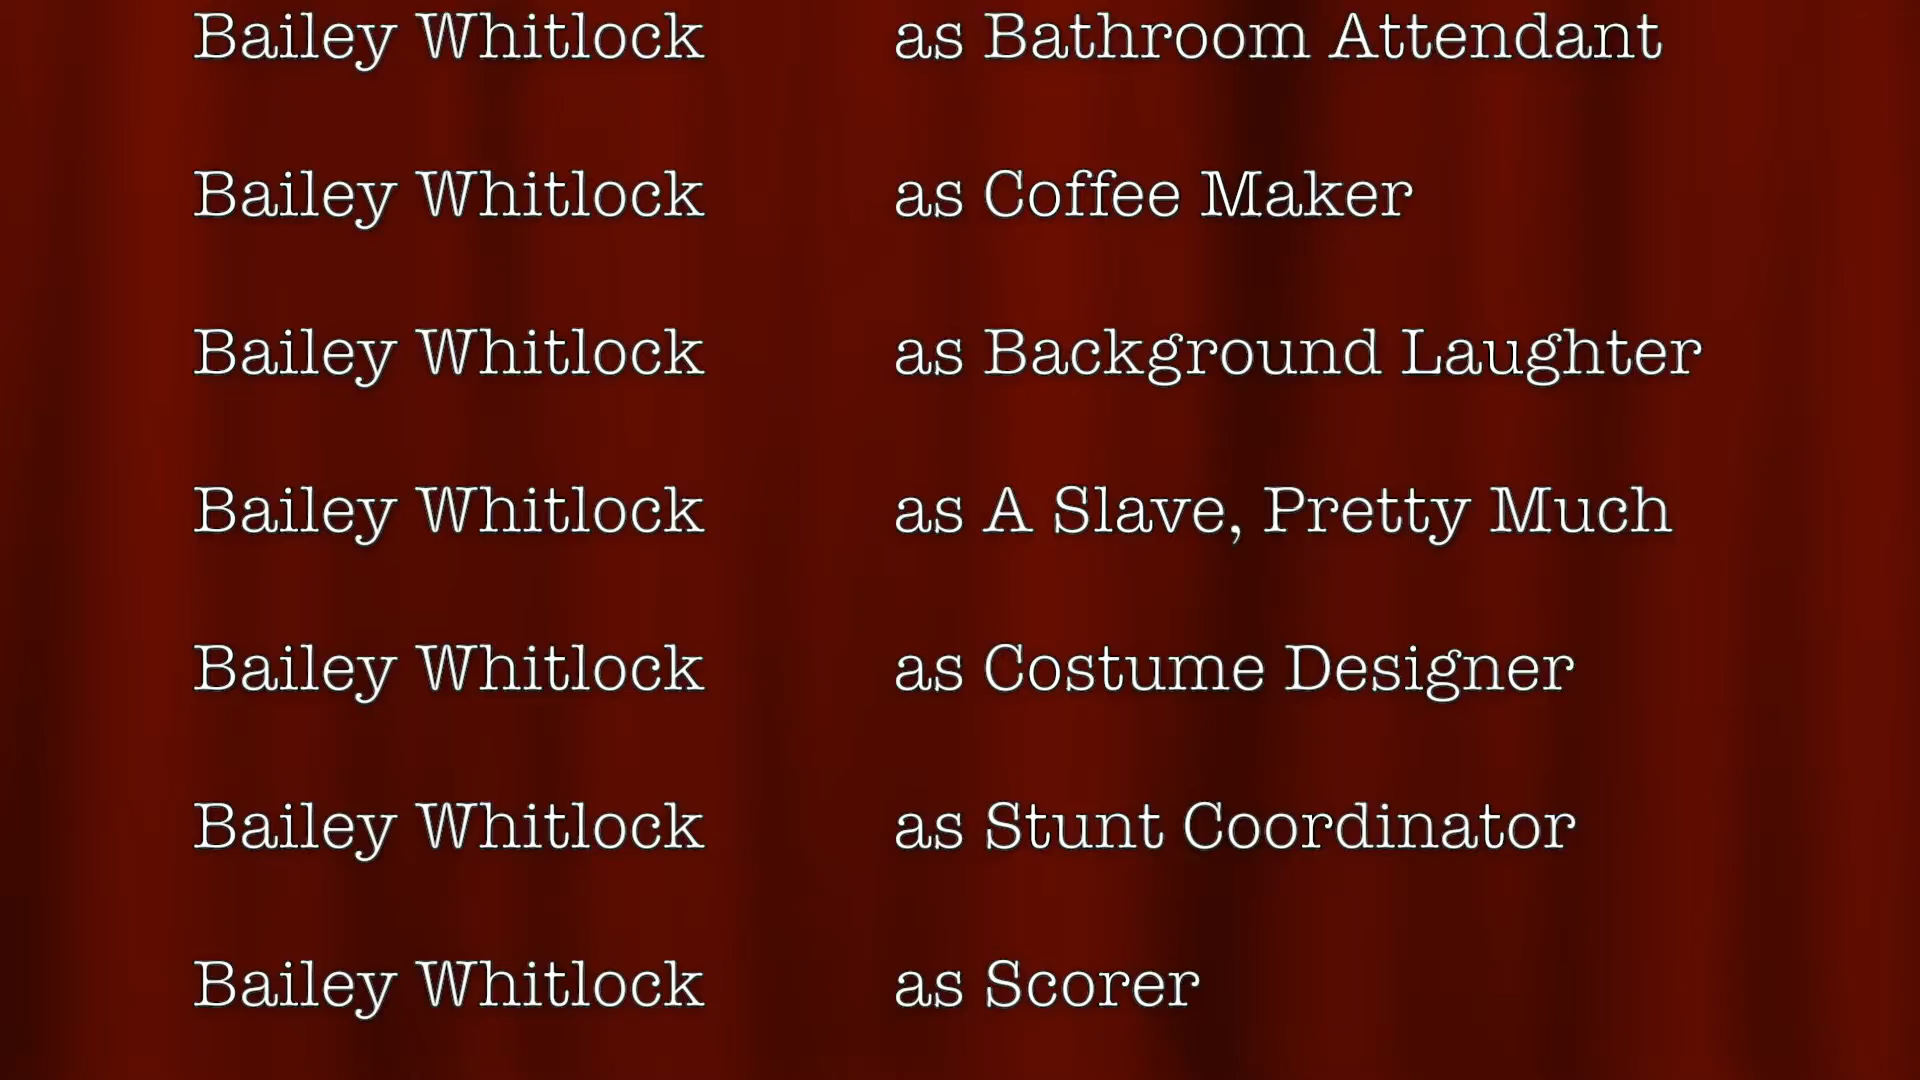 Bailey Whitlock as Bathroom Attendant
Bailey Whitlock as Coffee Maker
Bailey Whitlock as Background Laughter
Bailey Whitlock as A Slave, Pretty Much
Bailey Whitlock as Costume Designer
Bailey Whitlock as Stunt Coordinator
Bailey Whitlock as Scorer